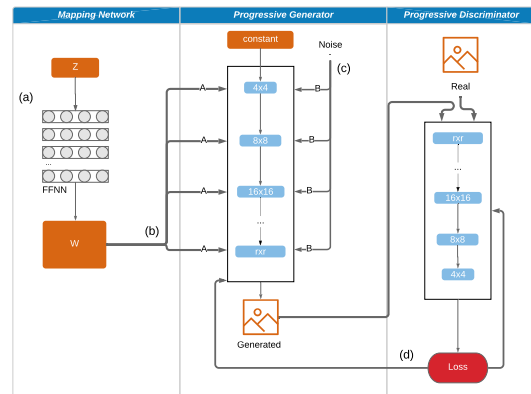 Mapping Network
Progressive Generator
Progressive Discriminator
Z
(a)
...
FFNN
W
(b)
constant
Noise
(c)
A
4x4
B
A
8x8
B
A
16x16
B
...
A
rxr
B
Generated
Real
rxr
...
16x16
8x8
4x4
(d)
Loss